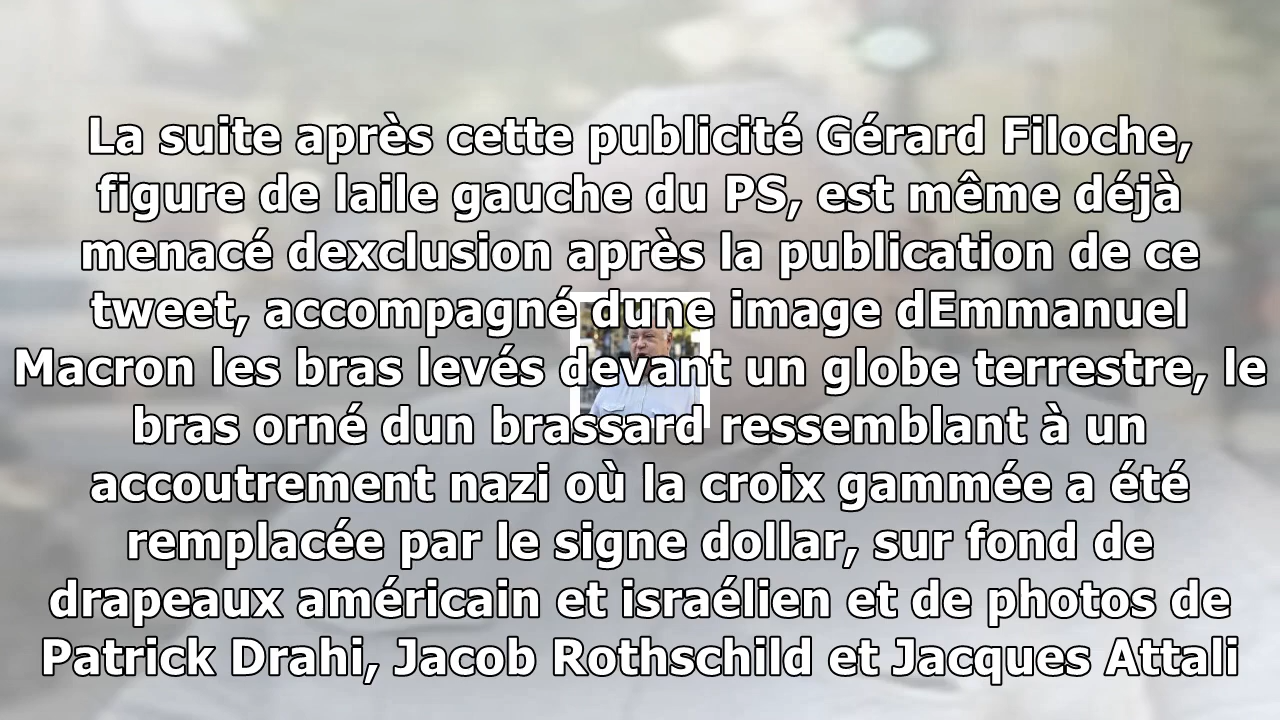 La suite après cette publicité Gérard Filoche,
figure de laile gauche du PS, est même déjà
menacé dexclusion après la publication de ce
tweet, accompagné dune image dEmmanuel
Macron les bras levés devant un globe terrestre, le
bras orné dun brassard ressemblant à un
accoutrement nazi où la croix gammée a été
remplacée par le signe dollar, sur fond de
drapeaux américain et israélien et de photos de
Patrick Drahi, Jacob Rothschild et Jacques Attali